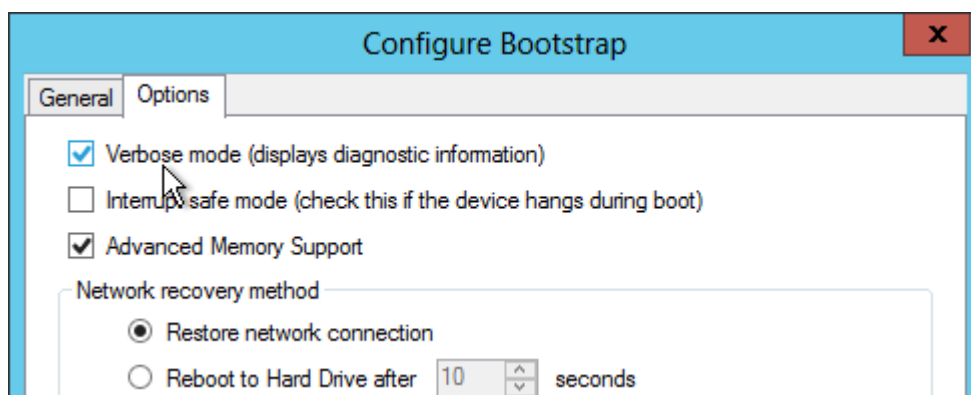 Configure Bootstrap
x
General Options
Verbose mode (displays diagnostic information)
Interrupt safe mode (check this if the device hangs during boot)
Advanced Memory Support
Network recovery method
Restore network connection
Reboot to Hard Drive after 10 seconds